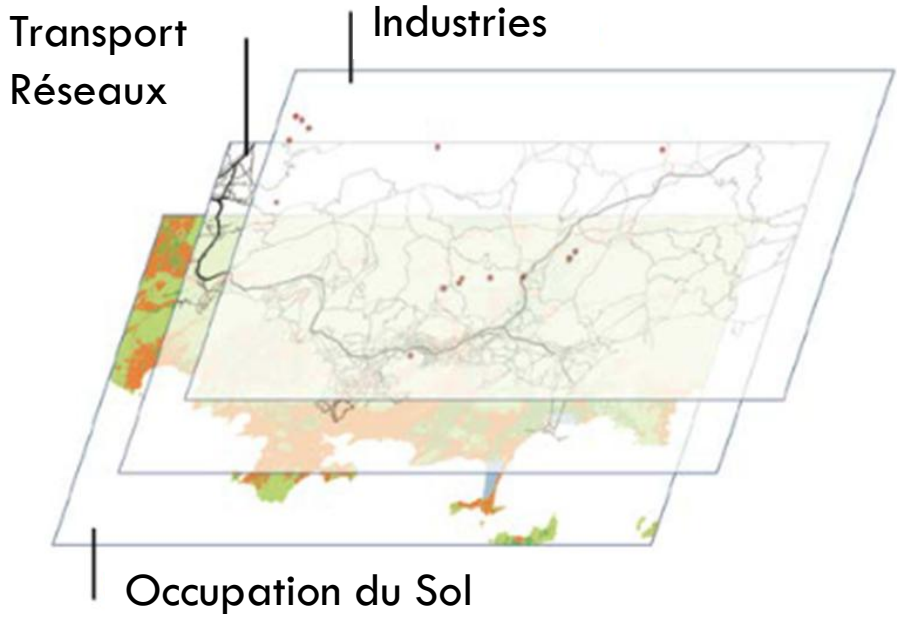 Transport
Réseaux
Industries
Occupation du Sol